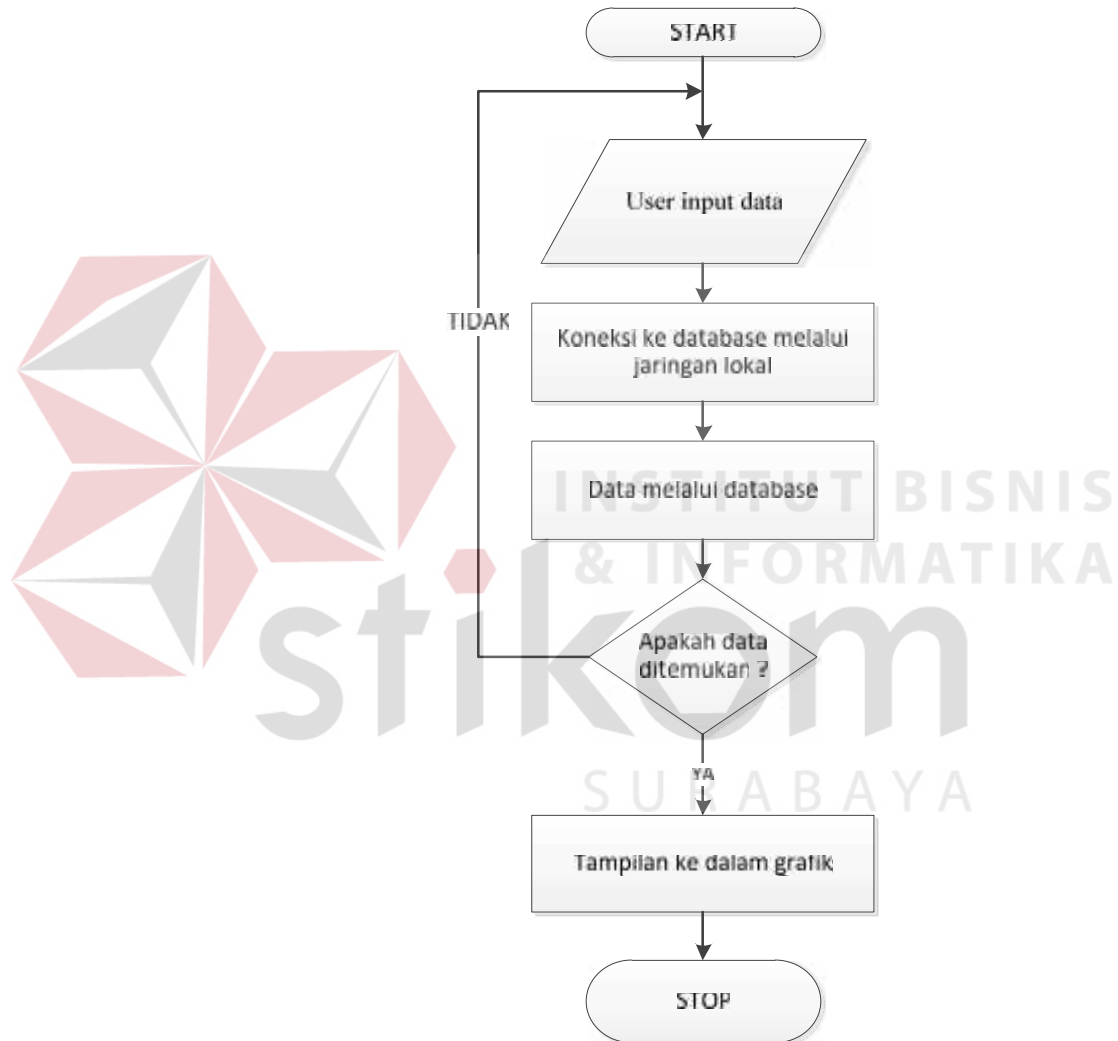 START
User input data
TIDAK
Koneksi ke database melalui
jaringan lokal
Data melalui database
INSTITUT BISNIS
& INFORMATIKA
stikom
SURABAYA
Apakah data
ditemukan ?
YA
Tampilan ke dalam grafik
STOP